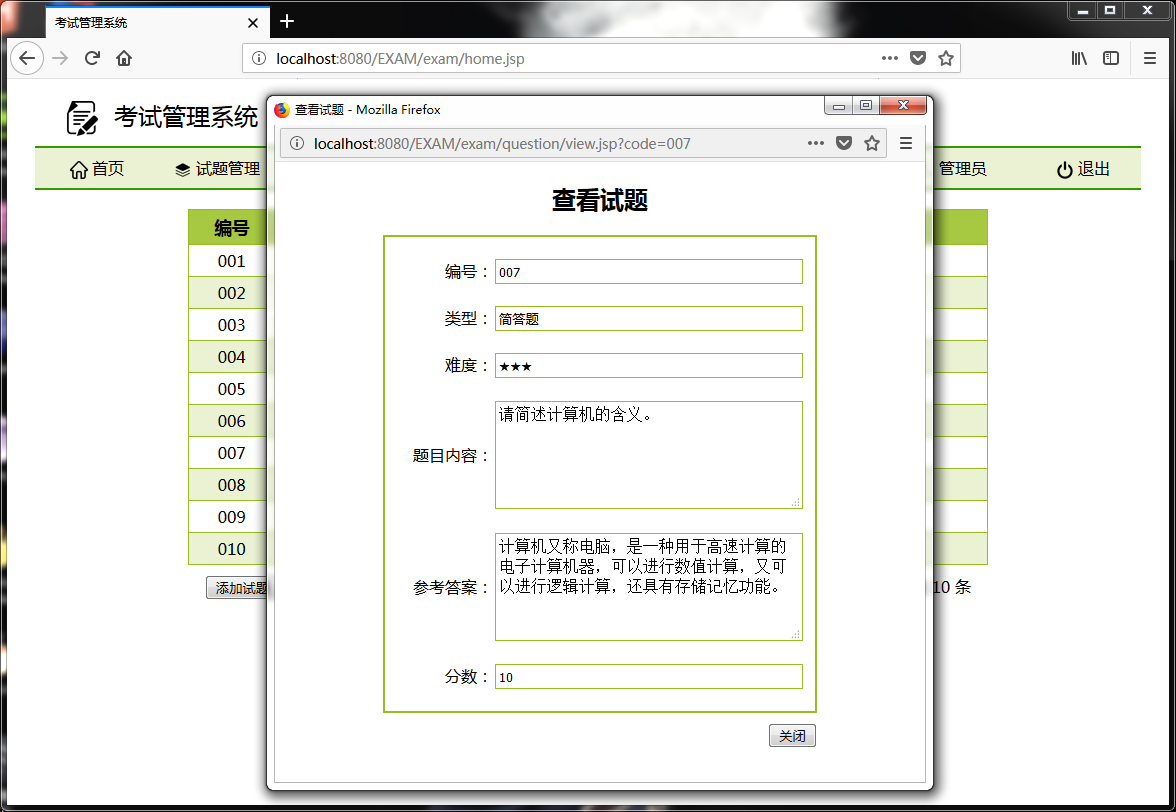 考试管理系统
localhost:8080/EXAM/exam/home.jsp
考试管理系统
首页
试题管理
管理员
退出
编号
001
002
003
004
005
006
007
008
009
010
添加试题
10 条
查看试题 - Mozilla Firefox
localhost:8080/EXAM/exam/question/view.jsp?code=007
查看试题
编号：007
类型：简答题
难度：★★★
题目内容：
请简述计算机的含义。
参考答案：
计算机又称电脑，是一种用于高速计算的
电子计算机器，可以进行数值计算，又可
以进行逻辑计算，还具有存储记忆功能。
分数：10
关闭